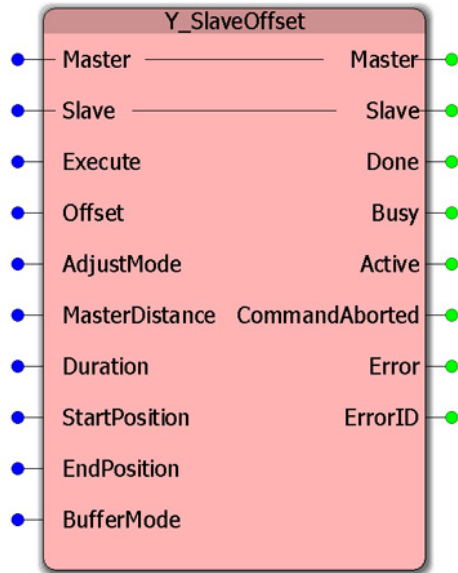 Y_SlaveOffset
Master Master
Slave Slave
Execute Done
Offset Busy
AdjustMode Active
MasterDistance CommandAborted
Duration Error
StartPosition ErrorID
EndPosition
BufferMode